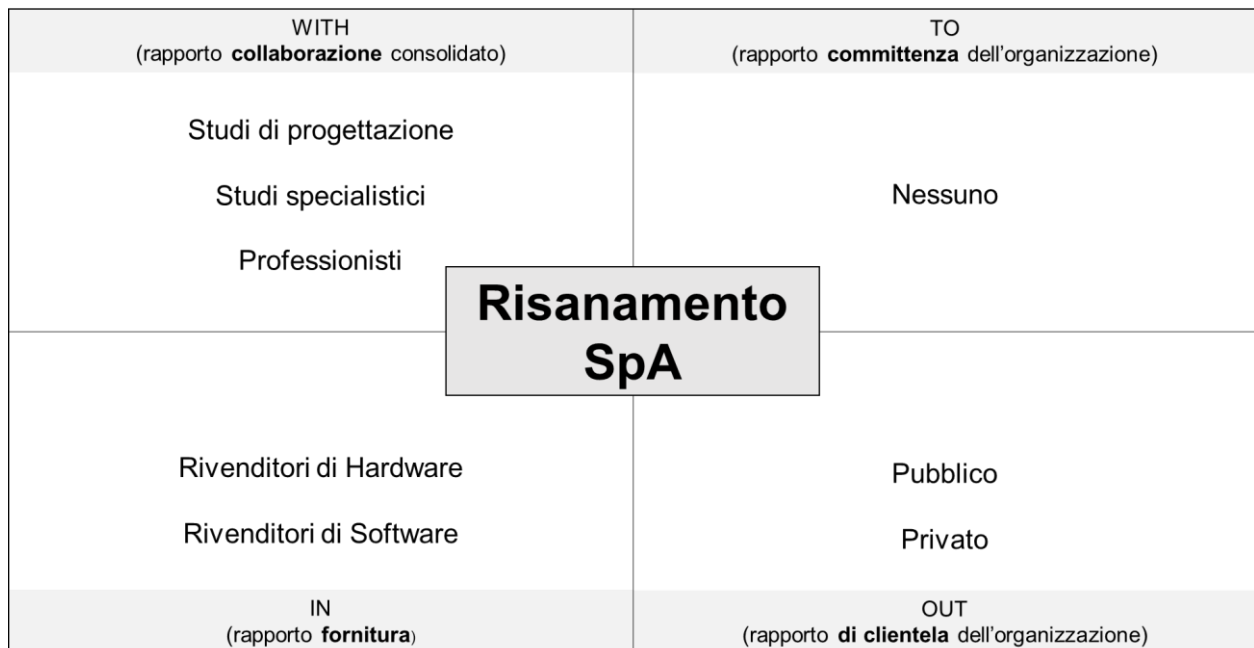 WITH
(rapporto collaborazione consolidato)
TO
(rapporto committenza dell'organizzazione)
Studi di progettazione
Studi specialistici
Professionisti
Nessuno
Risanamento
SpA
Rivenditori di Hardware
Rivenditori di Software
Pubblico
Privato
IN
(rapporto fornitura)
OUT
(rapporto di clientela dell'organizzazione)